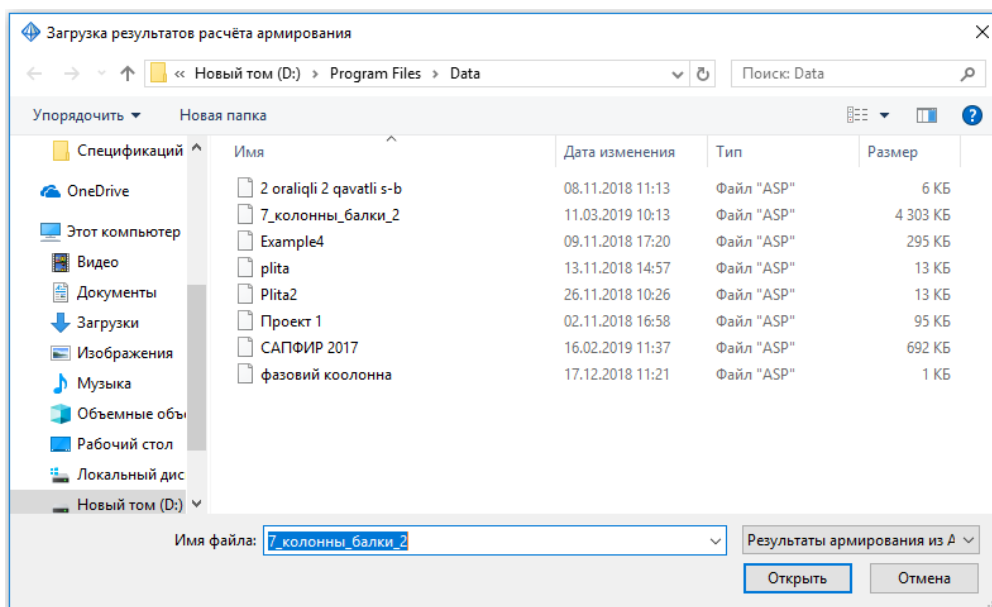 Загрузка результатов расчёта армирования
« Новый том (D:) › Program Files › Data
Поиск: Data
Упорядочить
Новая папка
?
Спецификаций
OneDrive
Этот компьютер
Видео
Документы
Загрузки
Изображения
Музыка
Объемные объ
Рабочий стол
Локальный дис
Новый том (D:)
Имя Дата изменения Тип Размер
2 oraliqli 2 qavatli s-b 08.11.2018 11:13 Файл "ASP" 6 КБ
7_колонны_балки_2 11.03.2019 10:13 Файл "ASP" 4 303 КБ
Example4 09.11.2018 17:20 Файл "ASP" 295 КБ
plita 13.11.2018 14:57 Файл "ASP" 13 КБ
Plita2 26.11.2018 10:26 Файл "ASP" 13 КБ
Проект 1 02.11.2018 16:58 Файл "ASP" 95 КБ
САПФИР 2017 16.02.2019 11:37 Файл "ASP" 692 КБ
фазовий коолонна 17.12.2018 11:21 Файл "ASP" 1 КБ
Имя файла: 7_колонны_балки_2
Результаты армирования из А
Открыть
Отмена